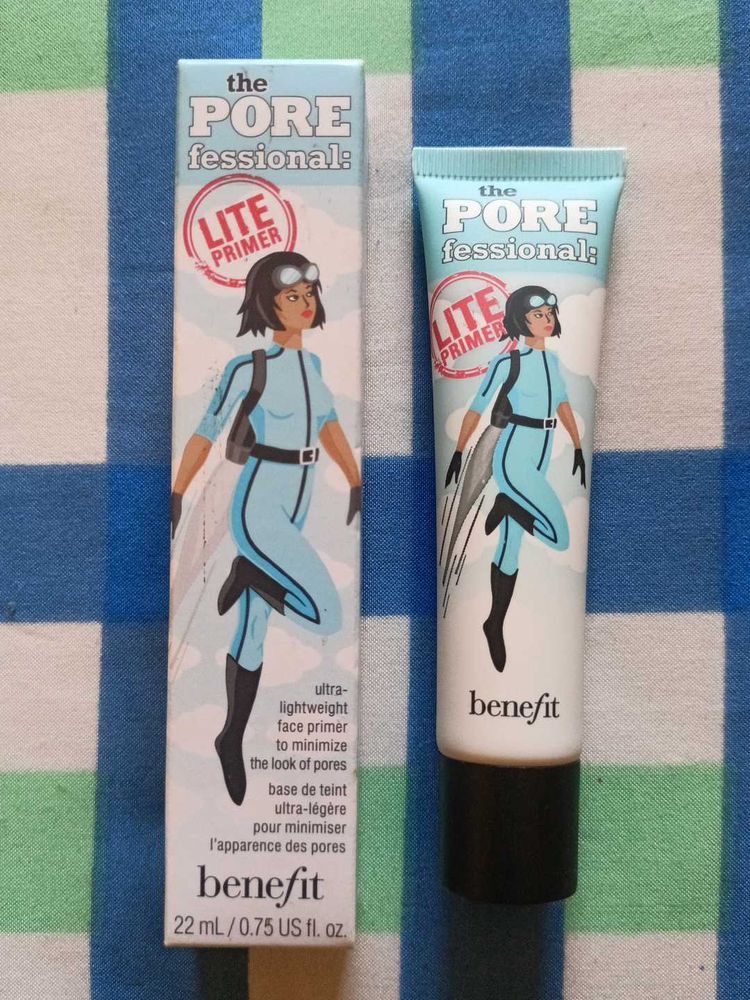 the
PORE
fessional:
LITE
PRIMER
ultra-
lightweight
face primer
to minimize
the look of pores
base de teint
ultra-légère
pour minimiser
l'apparence des pores
benefit
22 mL / 0.75 US fl. oz.
the
PORE
fessional:
LITE
PRIMER
benefit